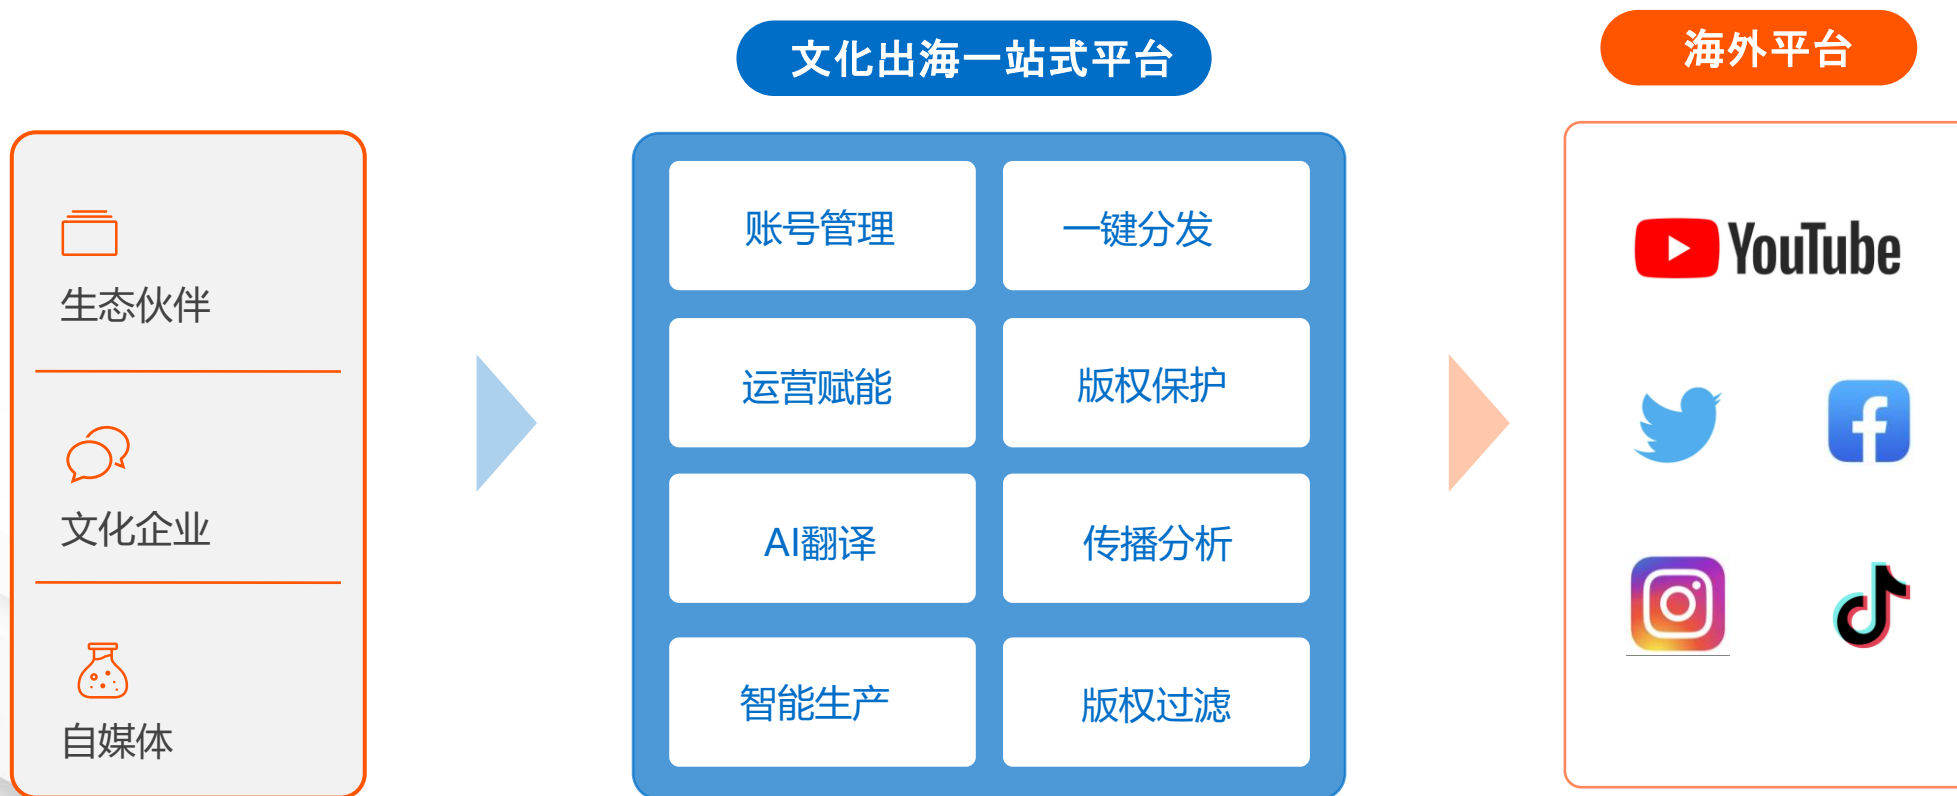 文化出海一站式平台
海外平台
生态伙伴
文化企业
自媒体
账号管理
一键分发
运营赋能
版权保护
AI翻译
传播分析
智能生产
版权过滤
YouTube